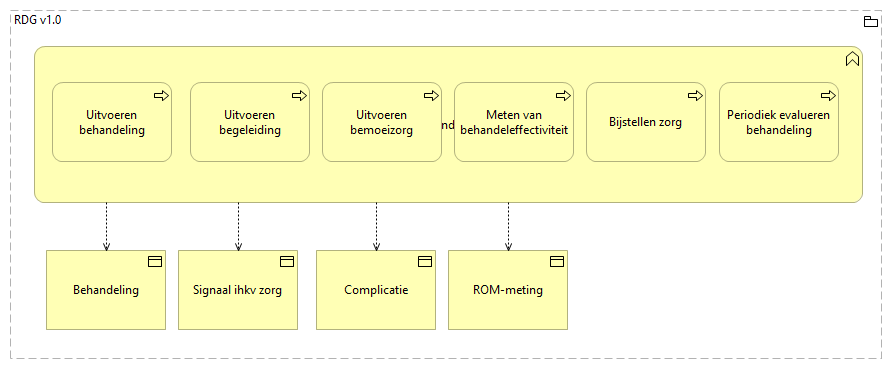 RDG v1.0
Uitvoeren
behandeling
Uitvoeren
begeleiding
Uitvoeren
bemoeizorg
Meten van
behandeleffectiviteit
Bijstellen zorg
Periodiek evalueren
behandeling
Behandeling
Signaal ihkv zorg
Complicatie
ROM-meting